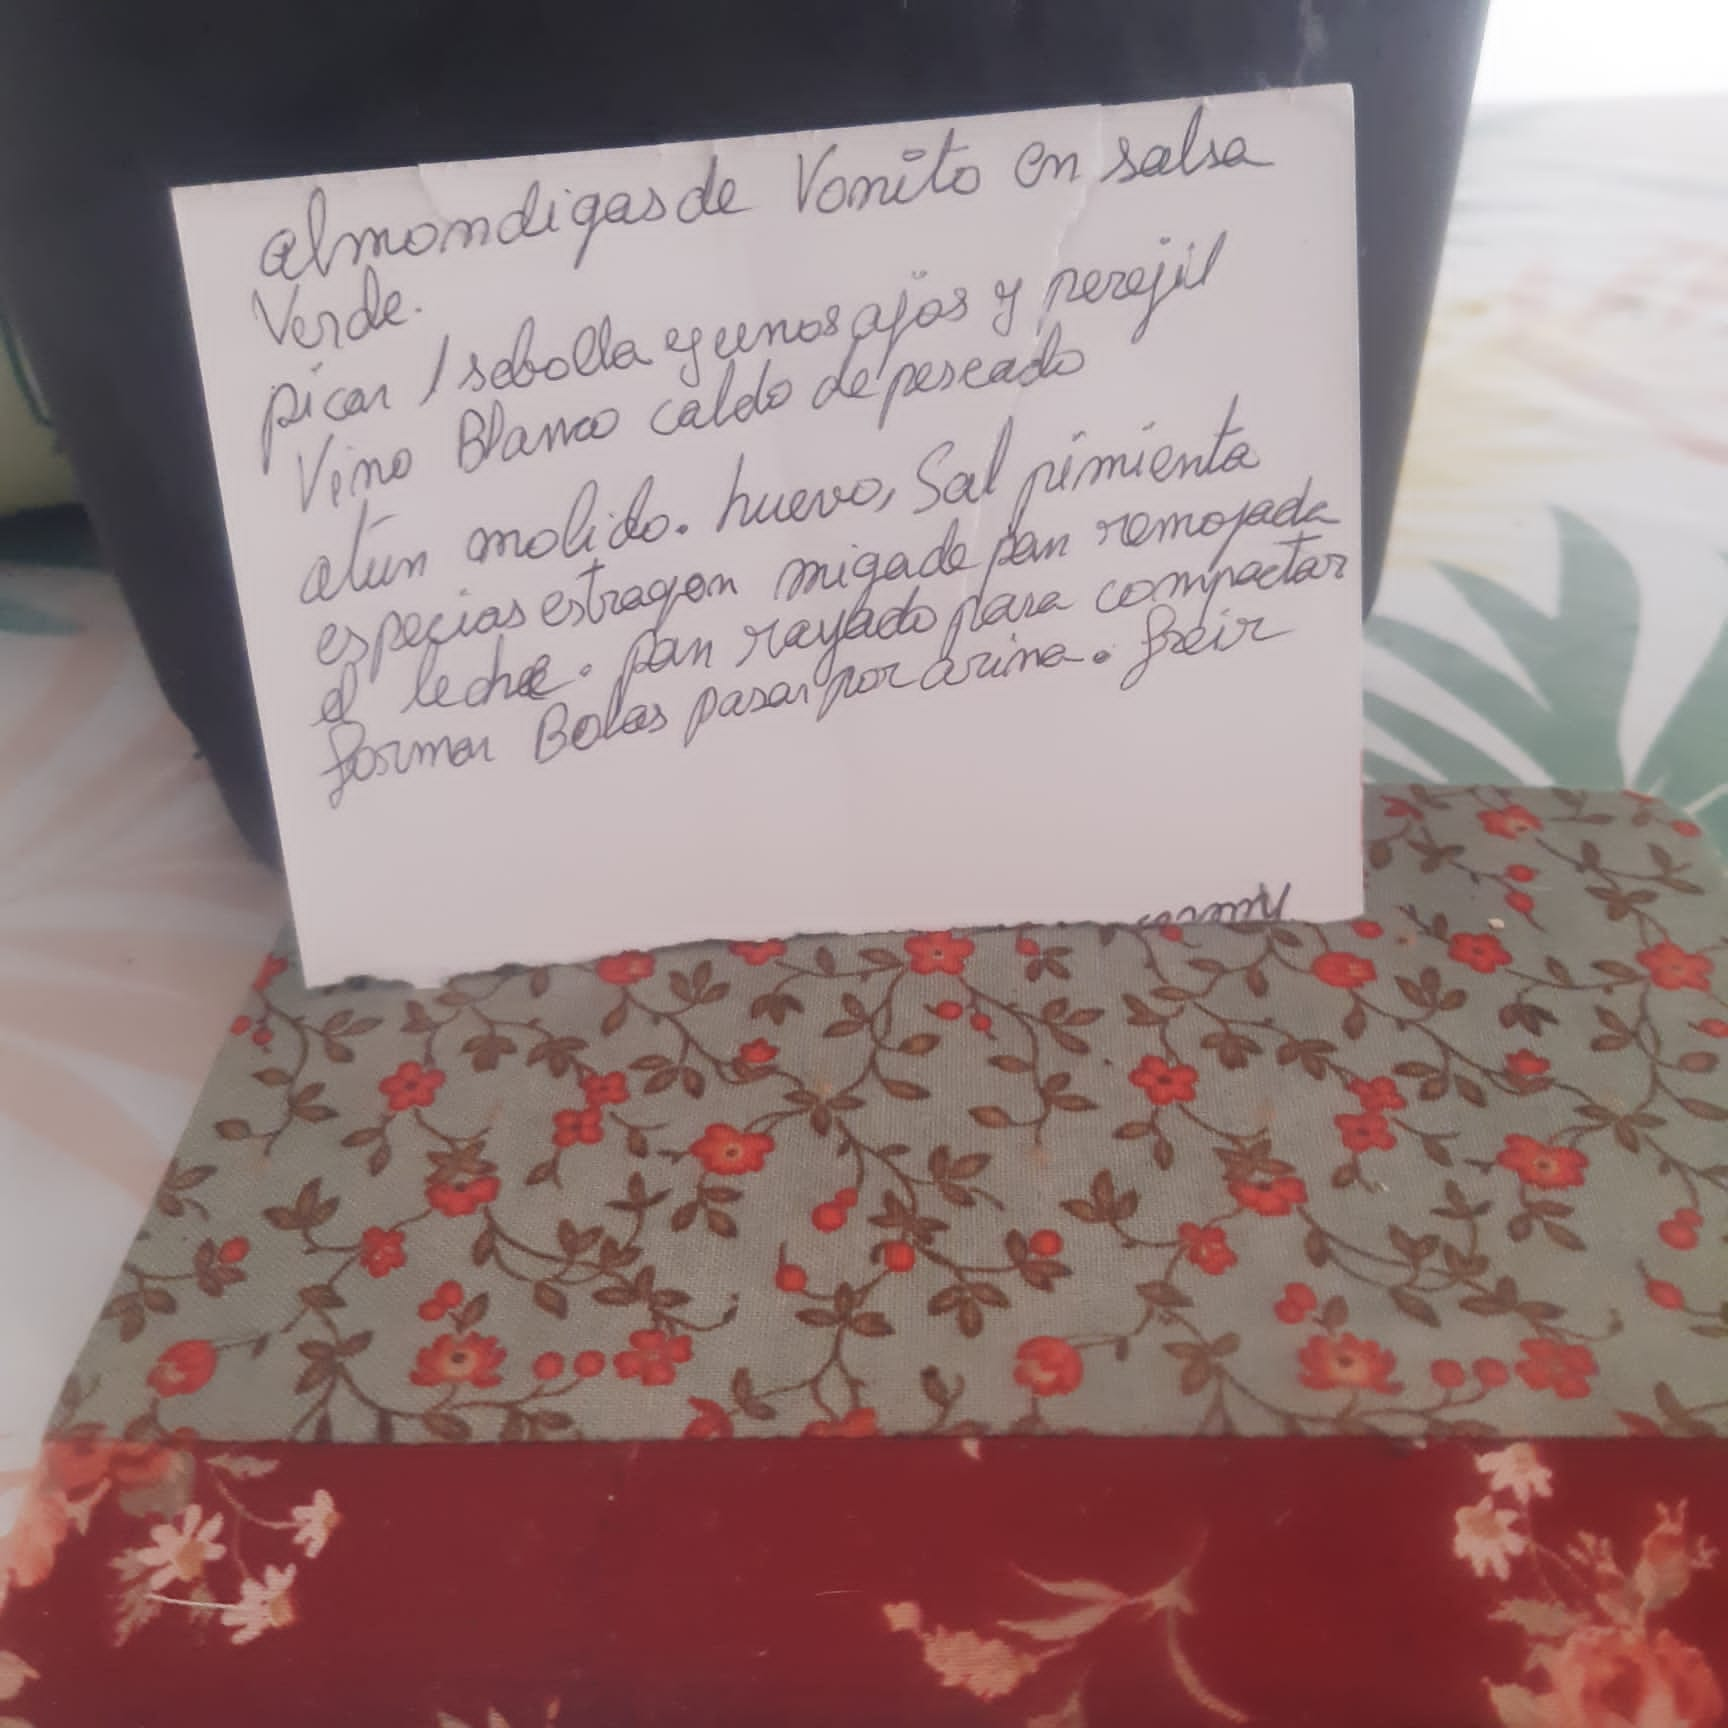 almondigas de Vonito en salsa
Verde.
picar 1 sebolla y unos ajos y perejil
Vino Blanco caldo de pescado
atún molido. huevo, Sal pimienta
especias estragon miga de pan remojada
leche. pan rayado para compactar
formar Bolas pasar por arina. freir